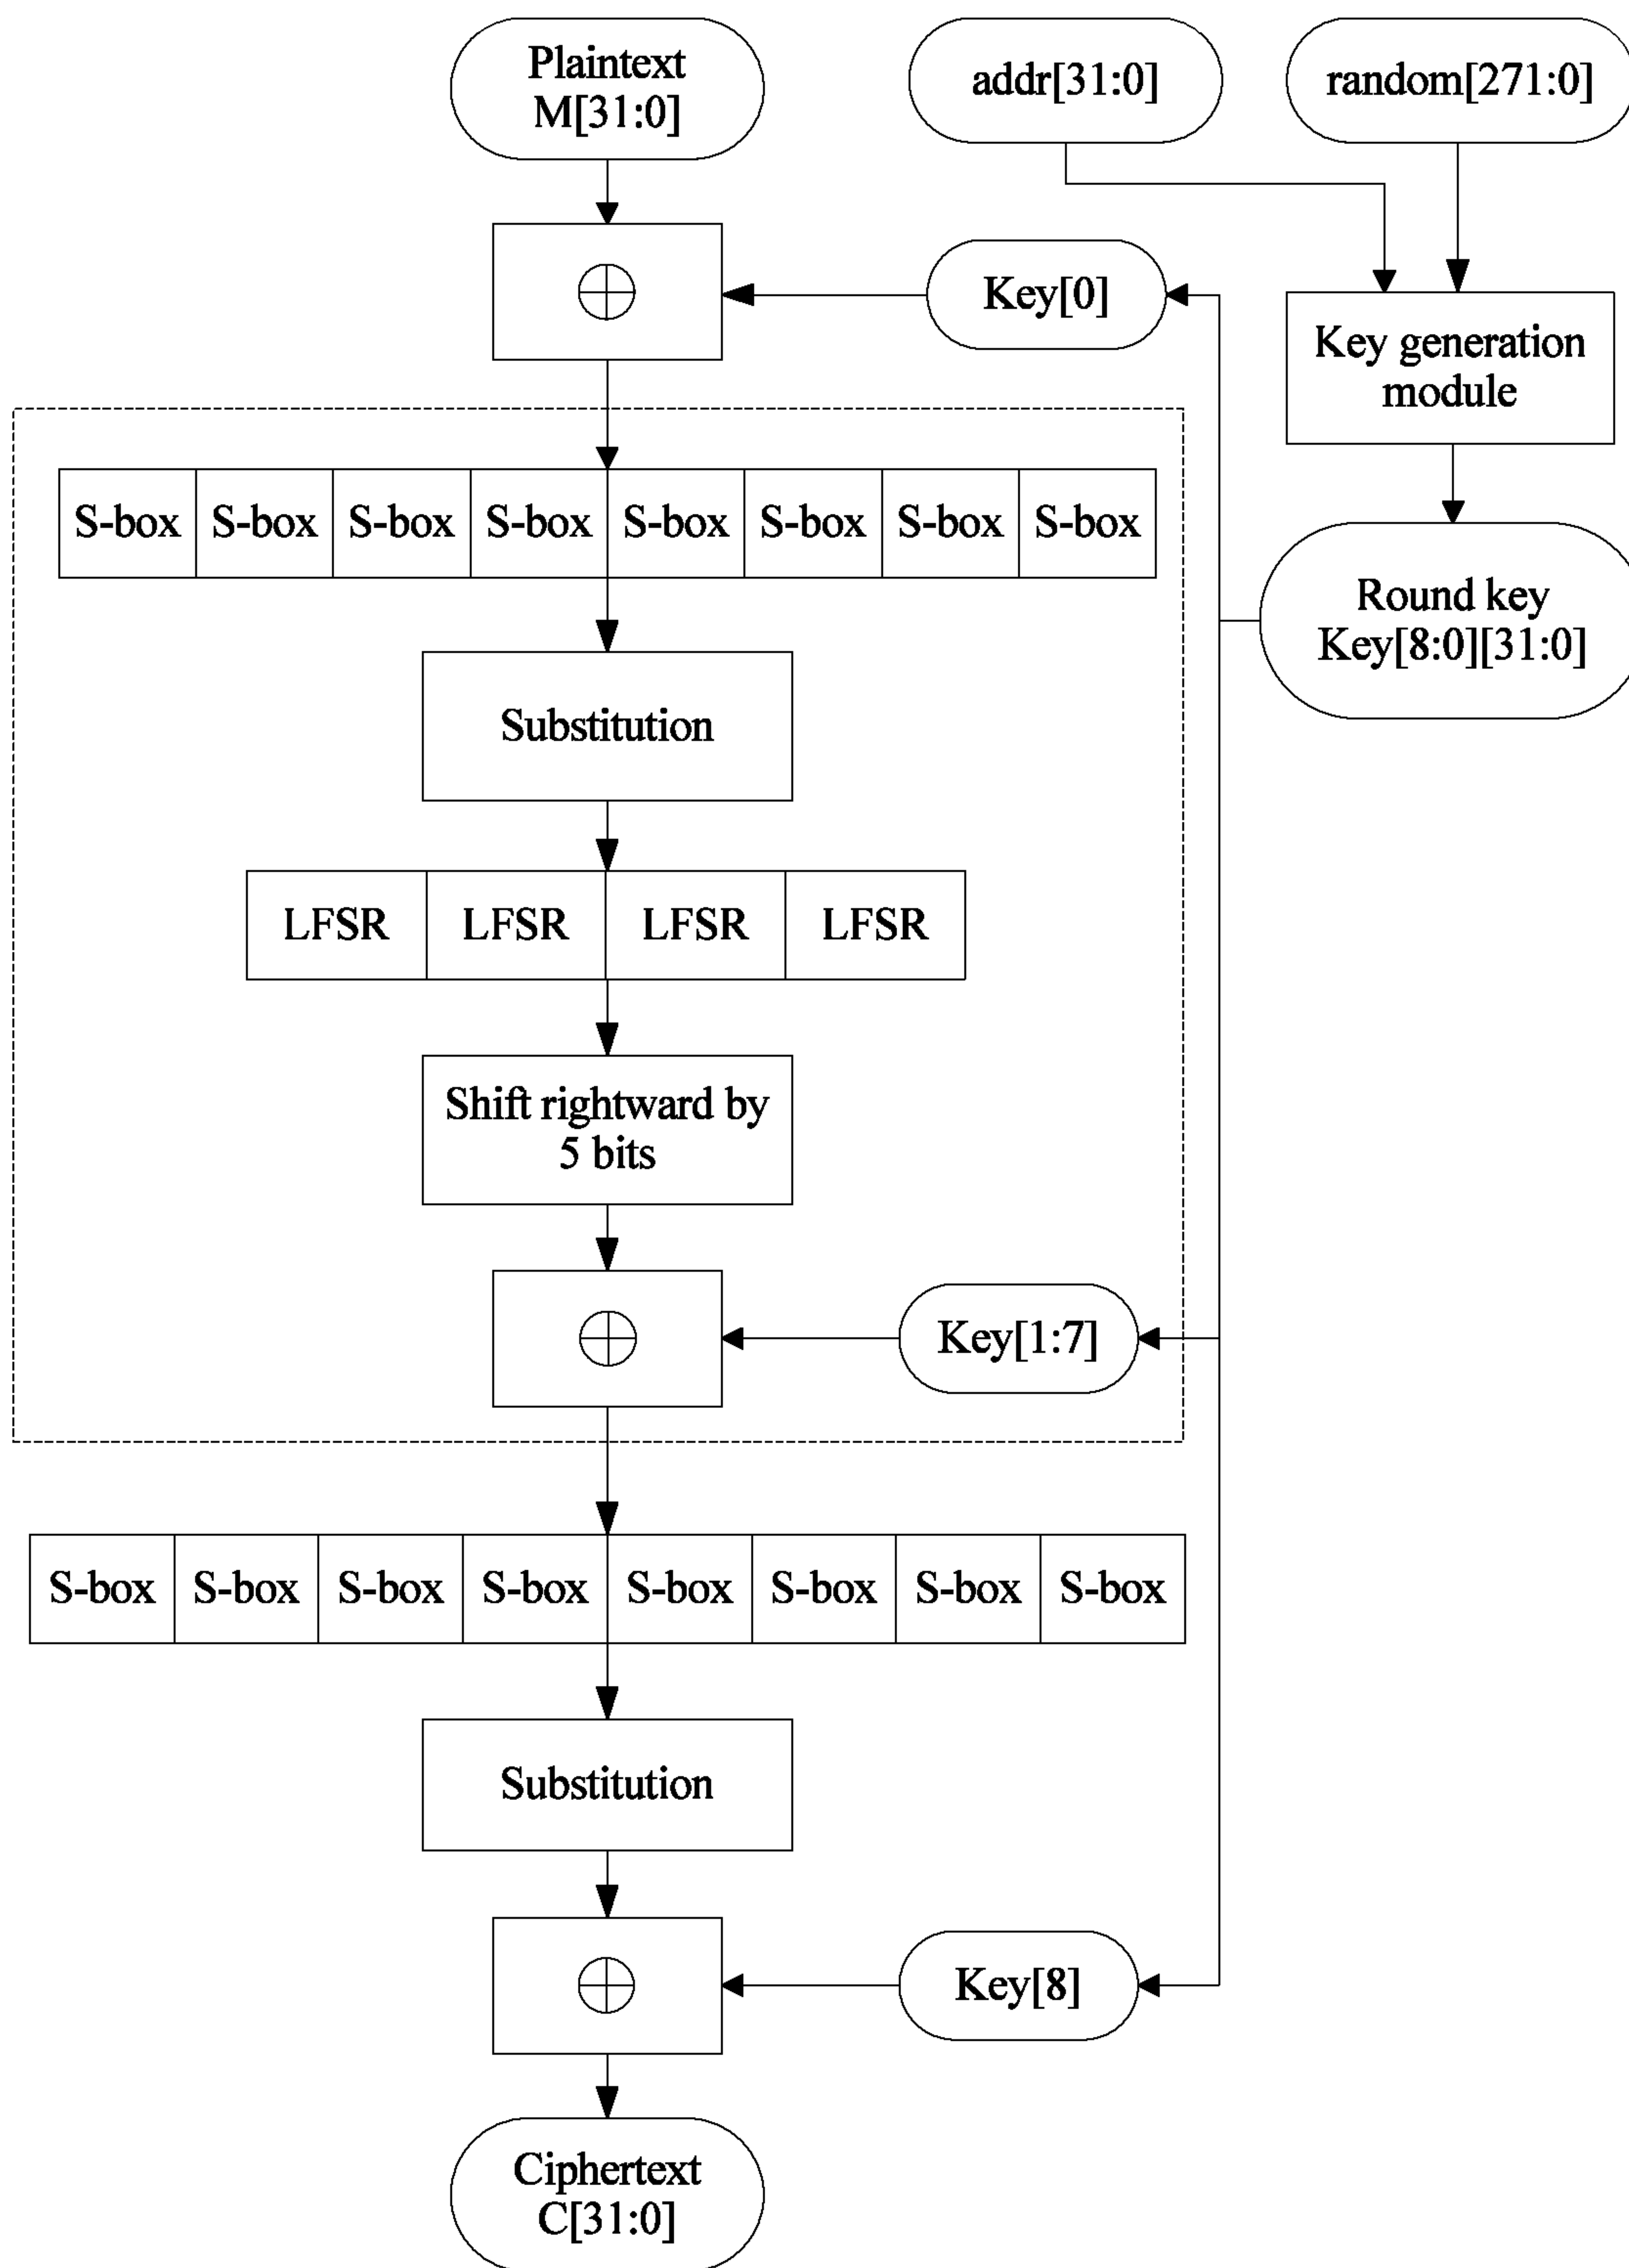 Plaintext
M[31:0]
addr[31:0]
random[271:0]
Key[0]
Key generation
module
S-box S-box S-box S-box S-box S-box S-box S-box
Round key
Key[8:0][31:0]
Substitution
LFSR LFSR LFSR LFSR
Shift rightward by
5 bits
Key[1:7]
S-box S-box S-box S-box S-box S-box S-box S-box
Substitution
Key[8]
Ciphertext
C[31:0]